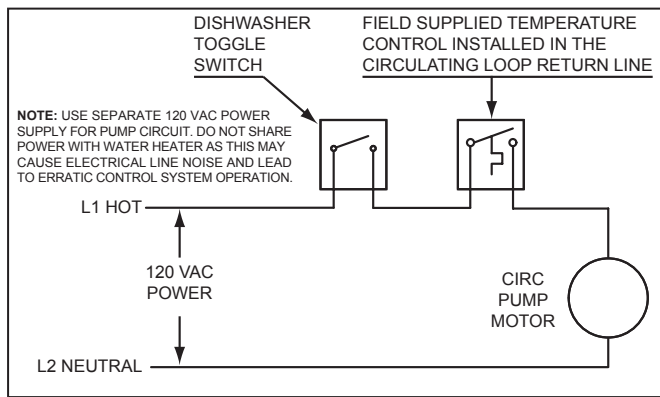 DISHWASHER
TOGGLE
SWITCH
FIELD SUPPLIED TEMPERATURE
CONTROL INSTALLED IN THE
CIRCULATING LOOP RETURN LINE
NOTE: USE SEPARATE 120 VAC POWER
SUPPLY FOR PUMP CIRCUIT. DO NOT SHARE
POWER WITH WATER HEATER AS THIS MAY
CAUSE ELECTRICAL LINE NOISE AND LEAD
TO ERRATIC CONTROL SYSTEM OPERATION.
L1 HOT
120 VAC
POWER
CIRC
PUMP
MOTOR
L2 NEUTRAL